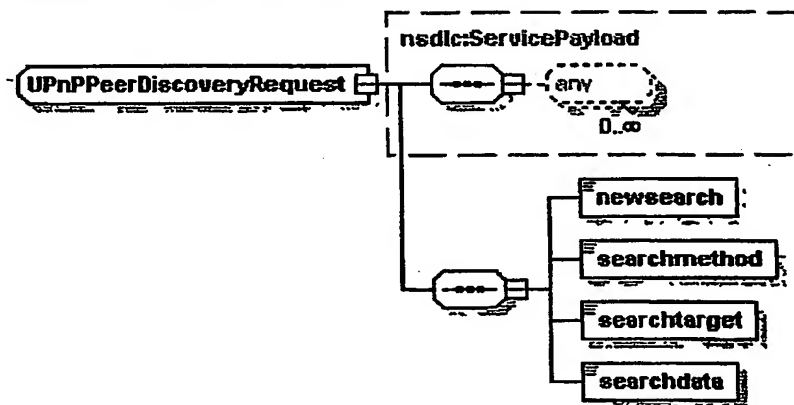 nsdlc:ServicePayload
UPnPPeerDiscoveryRequest
any
0..∞
newsearch
searchmethod
searchtarget
searchdata